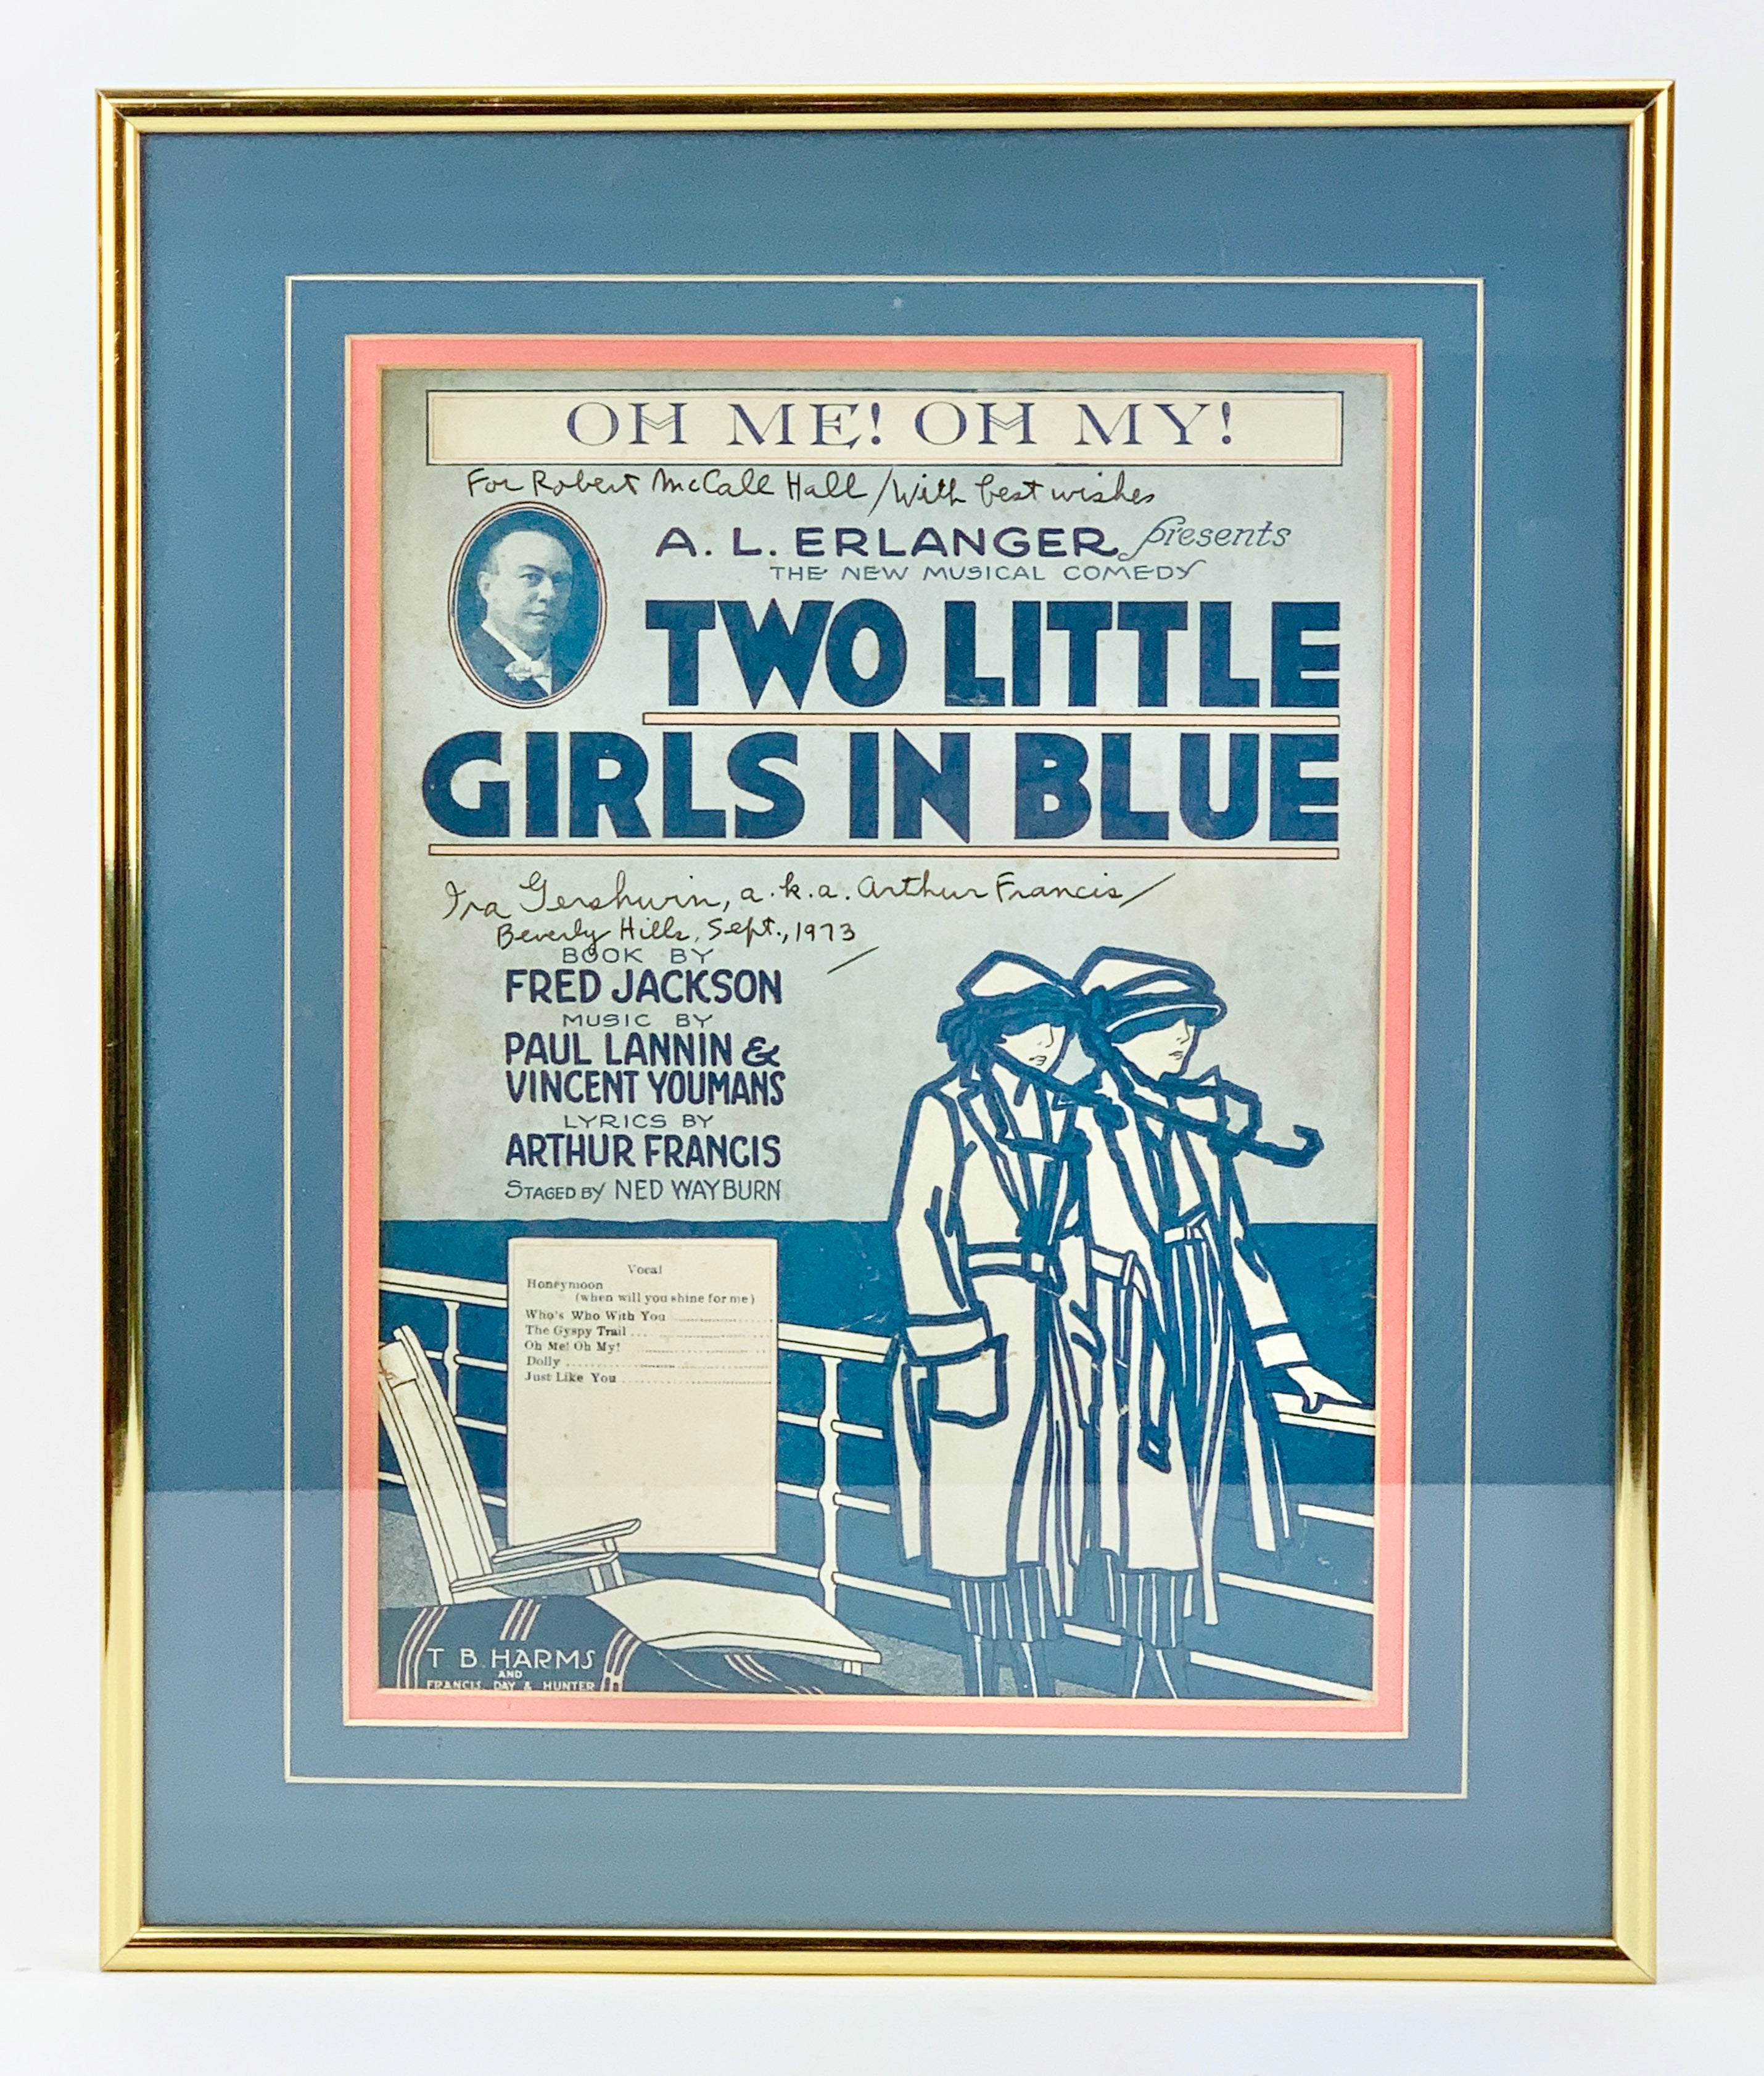 OH ME! OH MY!
For Robert McCall Hall / With best wishes
A. L. ERLANGER presents
THE NEW MUSICAL COMEDY
TWO LITTLE
GIRLS IN BLUE
Ira Gershwin, a.k.a. Arthur Francis /
Beverly Hills, Sept., 1973
BOOK BY
FRED JACKSON
MUSIC BY
PAUL LANNIN &
VINCENT YOUMANS
LYRICS BY
ARTHUR FRANCIS
STAGED BY NED WAYBURN
Vocal
Honeymoon
(when will you shine for me)
Who's Who With You
The Gyspy Trail
Oh Me! Oh My!
Dolly
Just Like You
T B. HARMS
AND
FRANCIS, DAY & HUNTER